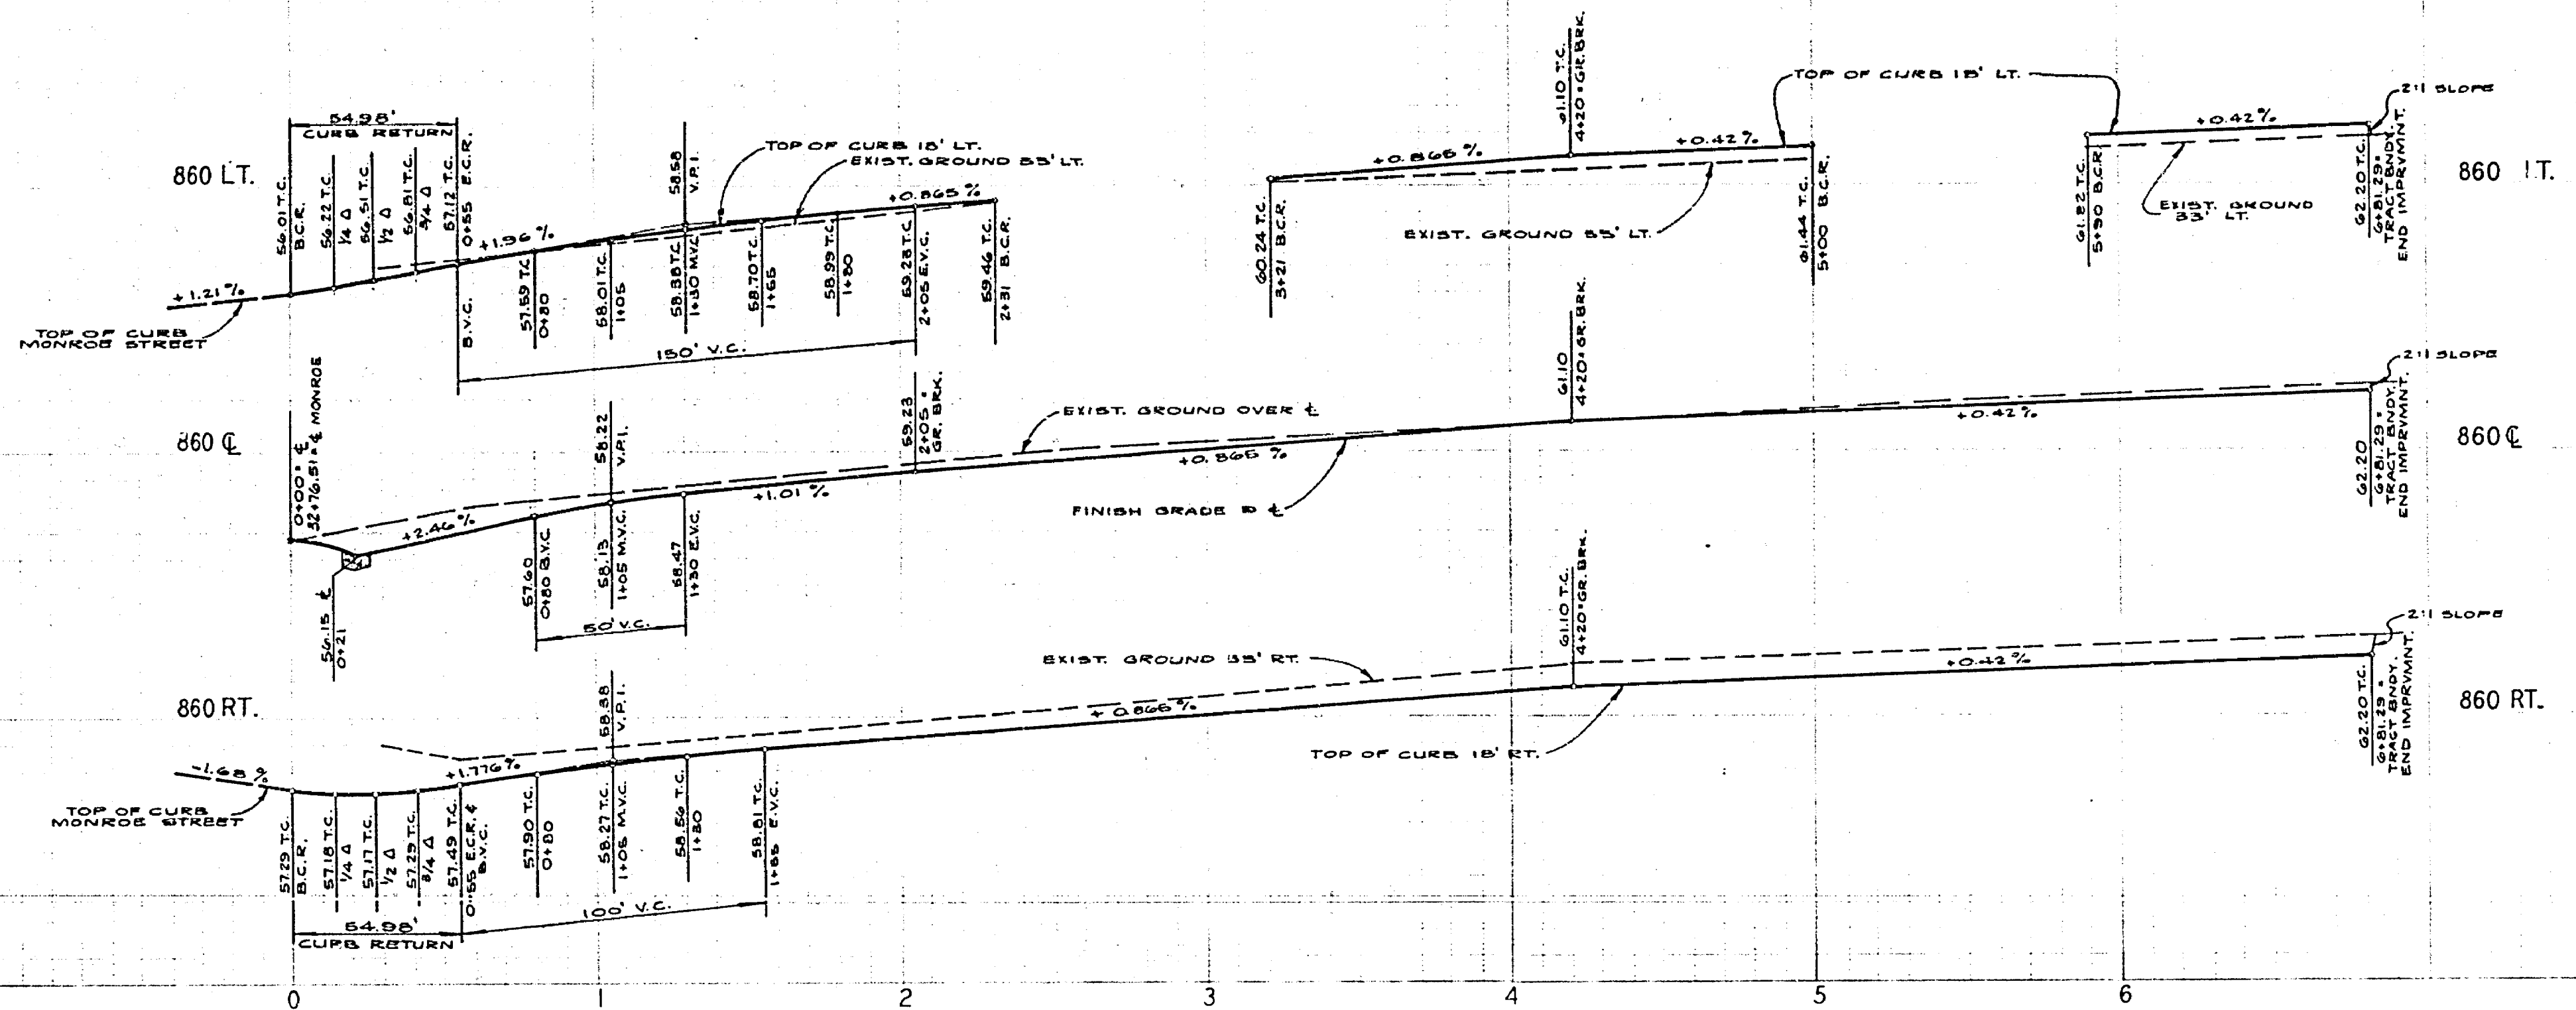 54.98'
CURB RETURN
860 LT.
56.01 T.C.
B.C.R.
56.22 T.C.
1/4 Δ
56.51 T.C.
1/2 Δ
56.81 T.C.
3/4 Δ
57.12 T.C.
0+55 E.C.R.
B.V.C.
+1.21%
TOP OF CURB
MONROE STREET
+1.96%
57.59 T.C.
0+80
58.01 T.C.
1+05
58.58
V.P.I.
58.38 T.C.
1+30 M.V.C.
58.70 T.C.
1+55
58.99 T.C.
1+80
59.23 T.C.
2+05 E.V.C.
59.46 T.C.
2+31 B.C.R.
TOP OF CURB 18' LT.
EXIST. GROUND 33' LT.
+0.865%
150' V.C.
60.24 T.C.
3+21 B.C.R.
+0.865%
61.10 T.C.
4+20 = GR. BRK.
+0.42%
TOP OF CURB 18' LT.
EXIST. GROUND 33' LT.
61.44 T.C.
5+00 B.C.R.
61.82 T.C.
5+90 B.C.R.
+0.42%
EXIST. GROUND
33' LT.
2:1 SLOPE
62.20 T.C.
6+81.29 =
TRACT BNDY.
END IMPRVMNT.
860 LT.
860 ℄
0+00 = ℄
32+76.51 = ℄ MONROE
56.15 ℄
0+21
+2.46%
57.60
0+80 B.V.C.
58.22
V.P.I.
58.13
1+05 M.V.C.
58.47
1+30 E.V.C.
50' V.C.
+1.01%
59.23
2+05 =
GR. BRK.
EXIST. GROUND OVER ℄
+0.865%
FINISH GRADE @ ℄
61.10
4+20 = GR. BRK.
+0.42%
2:1 SLOPE
62.20
6+81.29 =
TRACT BNDY.
END IMPRVMNT.
860 ℄
860 RT.
-1.68%
TOP OF CURB
MONROE STREET
57.29 T.C.
B.C.R.
57.18 T.C.
1/4 Δ
57.17 T.C.
1/2 Δ
57.29 T.C.
3/4 Δ
57.49 T.C.
0+55 E.C.R. &
B.V.C.
54.98'
CURB RETURN
+1.776%
57.90 T.C.
0+80
58.38
V.P.I.
58.27 T.C.
1+05 M.V.C.
58.56 T.C.
1+30
58.81 T.C.
1+55 E.V.C.
100' V.C.
EXIST. GROUND 33' RT.
+0.865%
61.10 T.C.
4+20 = GR. BRK.
TOP OF CURB 18' RT.
+0.42%
2:1 SLOPE
62.20 T.C.
6+81.29 =
TRACT BNDY.
END IMPRVMNT.
860 RT.
0 1 2 3 4 5 6